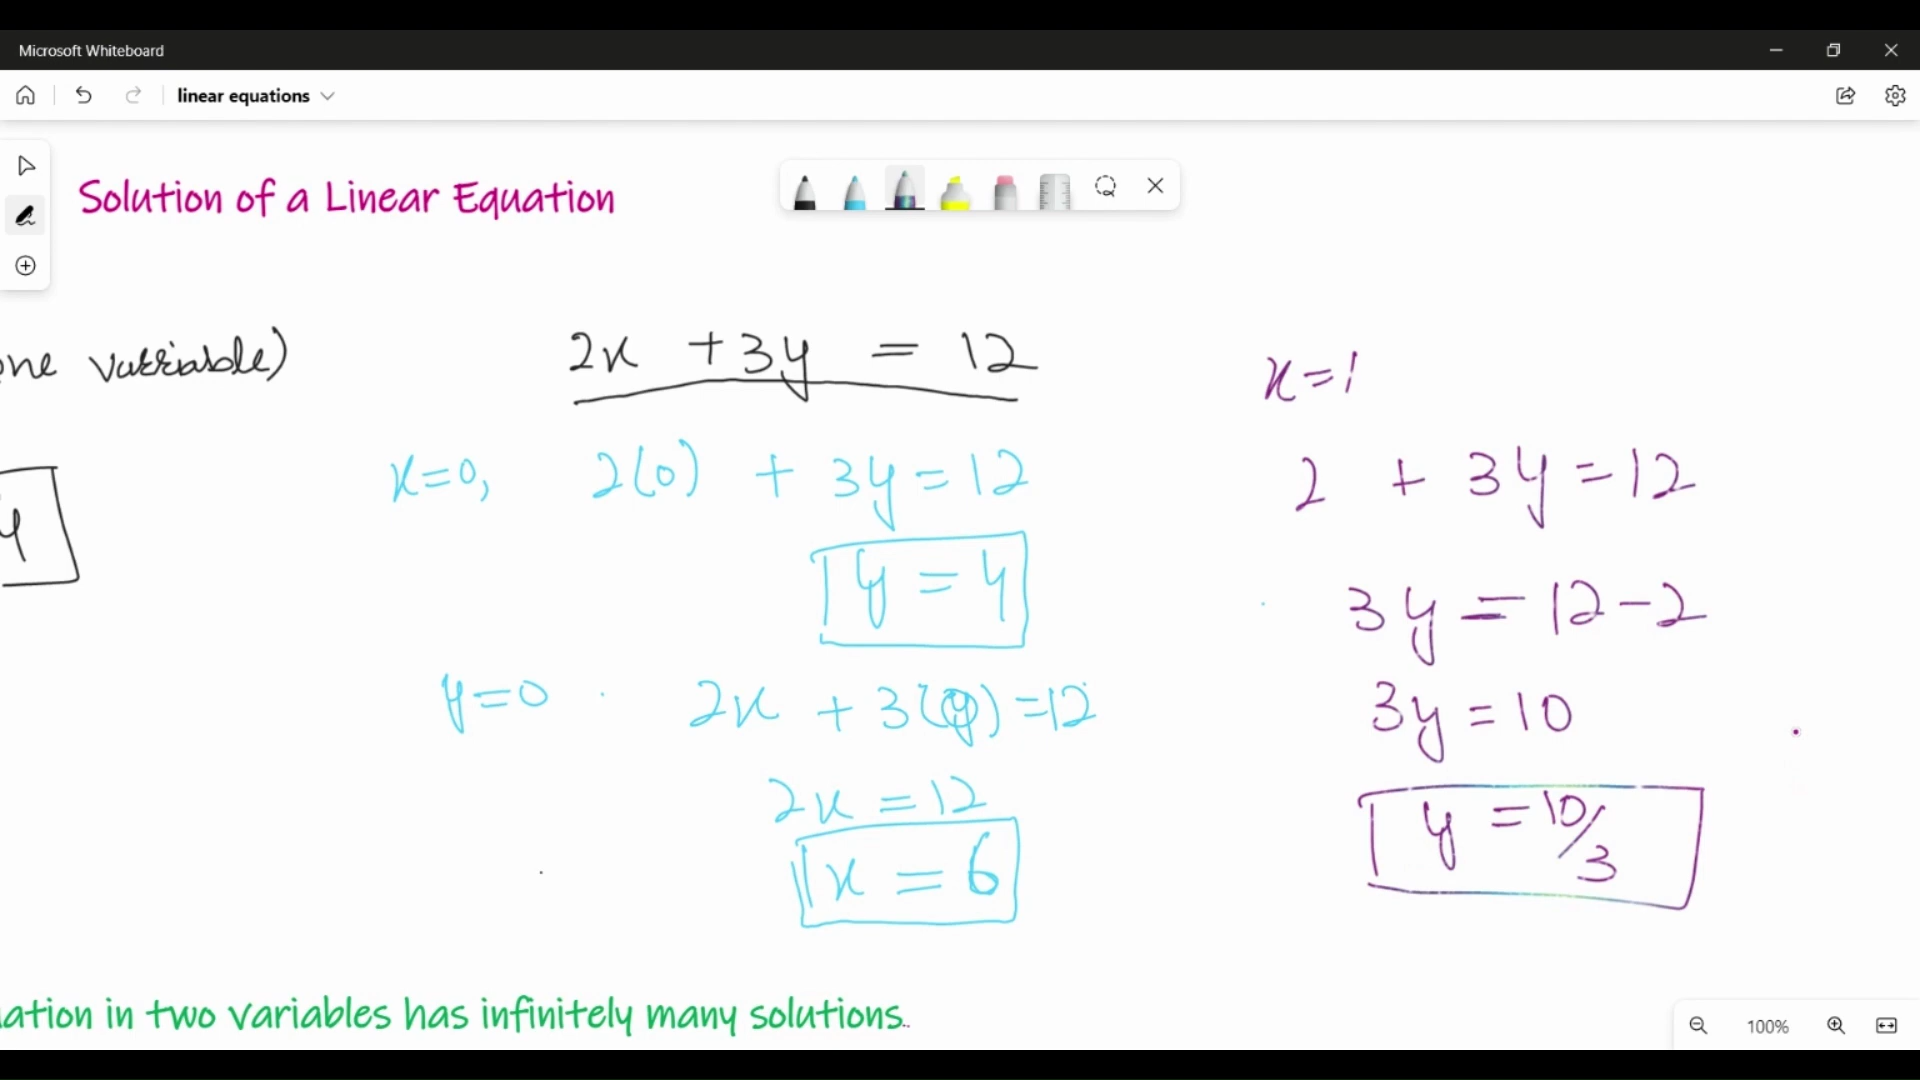 Microsoft Whiteboard
linear equations
Solution of a Linear Equation
one variable)
4
2x + 3y = 12
x=0, 2(0) + 3y = 12
y = 4
y=0 2x + 3(0) = 12
2x = 12
x = 6
x=1
2 + 3y = 12
3y = 12-2
3y = 10
y = 10/3
ation in two variables has infinitely many solutions..
100%